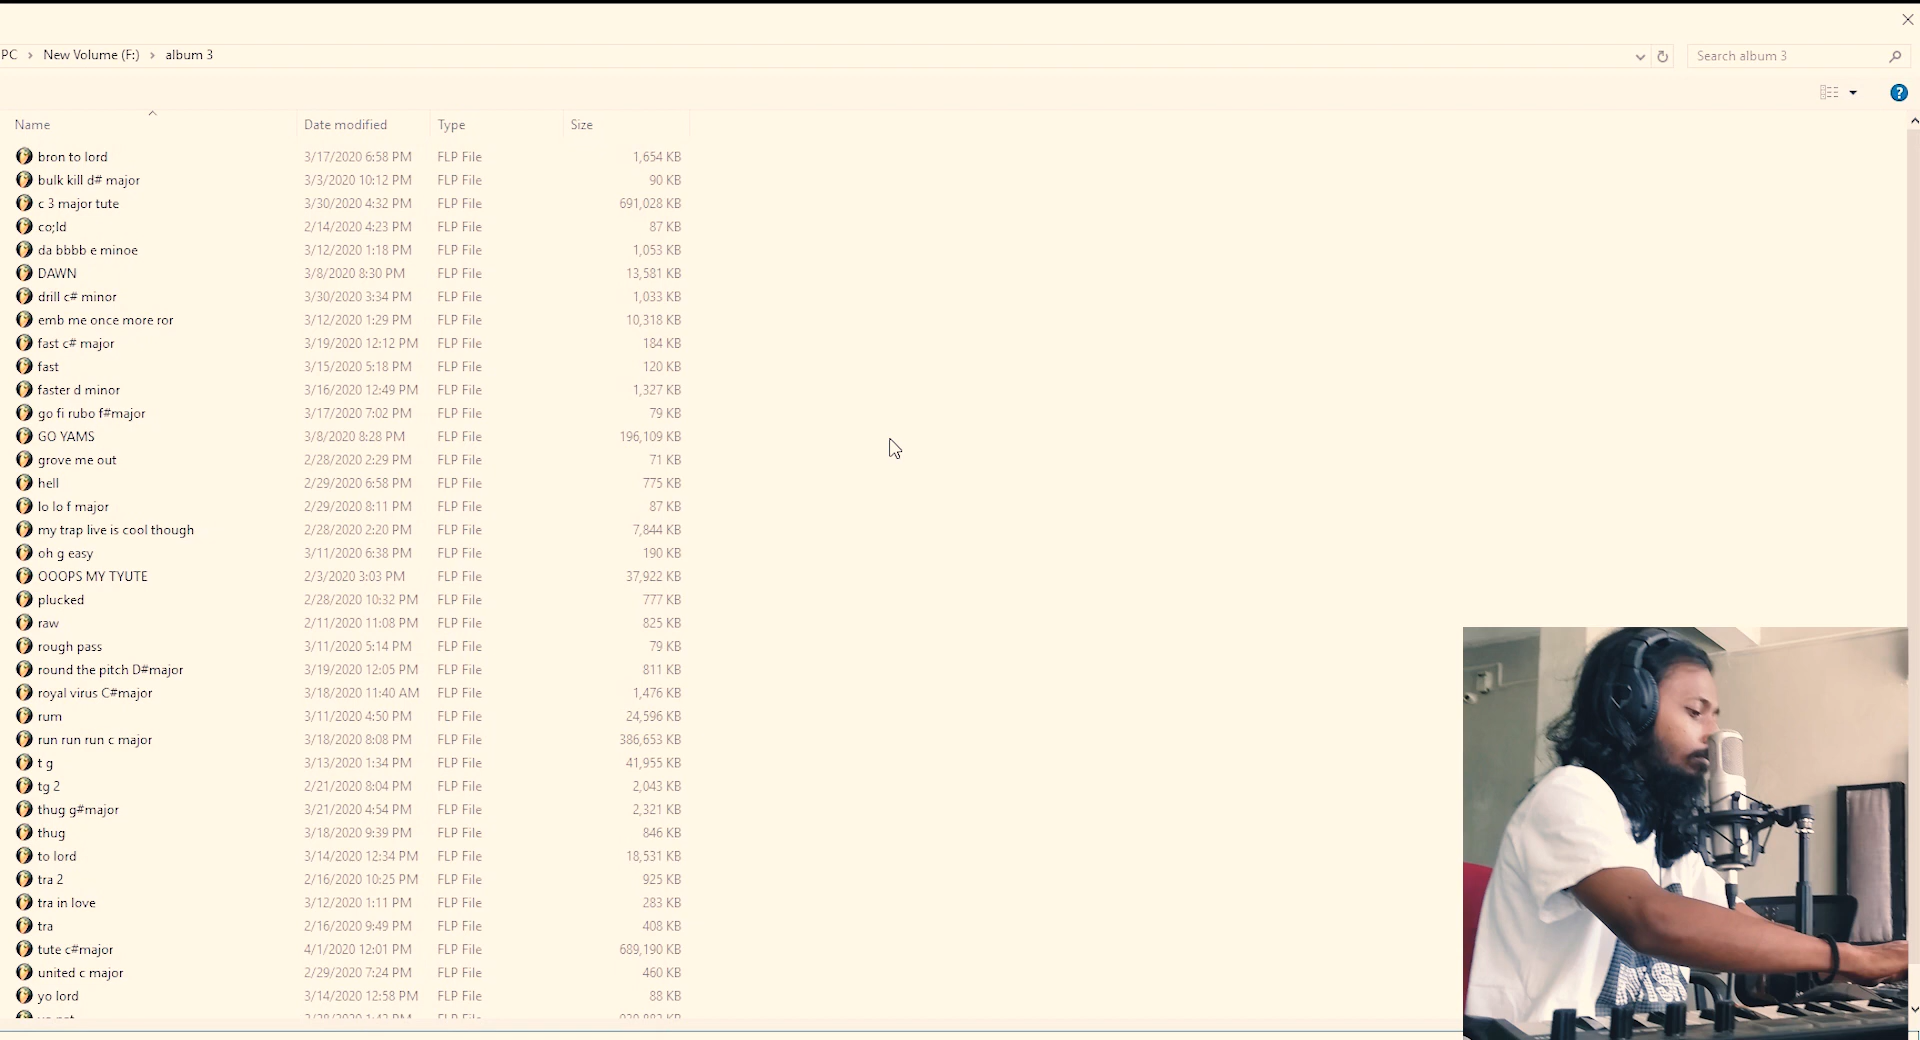 PC > New Volume (F:) > album 3
Search album 3
Name Date modified Type Size
bron to lord 3/17/2020 6:58 PM FLP File 1,654 KB
bulk kill d# major 3/3/2020 10:12 PM FLP File 90 KB
c 3 major tute 3/30/2020 4:32 PM FLP File 691,028 KB
co;ld 2/14/2020 4:23 PM FLP File 87 KB
da bbbb e minoe 3/12/2020 1:18 PM FLP File 1,053 KB
DAWN 3/8/2020 8:30 PM FLP File 13,581 KB
drill c# minor 3/30/2020 3:34 PM FLP File 1,033 KB
emb me once more ror 3/12/2020 1:29 PM FLP File 10,318 KB
fast c# major 3/19/2020 12:12 PM FLP File 184 KB
fast 3/15/2020 5:18 PM FLP File 120 KB
faster d minor 3/16/2020 12:49 PM FLP File 1,327 KB
go fi rubo f#major 3/17/2020 7:02 PM FLP File 79 KB
GO YAMS 3/8/2020 8:28 PM FLP File 196,109 KB
grove me out 2/28/2020 2:29 PM FLP File 71 KB
hell 2/29/2020 6:58 PM FLP File 775 KB
lo lo f major 2/29/2020 8:11 PM FLP File 87 KB
my trap live is cool though 2/28/2020 2:20 PM FLP File 7,844 KB
oh g easy 3/11/2020 6:38 PM FLP File 190 KB
OOOPS MY TYUTE 2/3/2020 3:03 PM FLP File 37,922 KB
plucked 2/28/2020 10:32 PM FLP File 777 KB
raw 2/11/2020 11:08 PM FLP File 825 KB
rough pass 3/11/2020 5:14 PM FLP File 79 KB
round the pitch D#major 3/19/2020 12:05 PM FLP File 811 KB
royal virus C#major 3/18/2020 11:40 AM FLP File 1,476 KB
rum 3/11/2020 4:50 PM FLP File 24,596 KB
run run run c major 3/18/2020 8:08 PM FLP File 386,653 KB
t g 3/13/2020 1:34 PM FLP File 41,955 KB
tg 2 2/21/2020 8:04 PM FLP File 2,043 KB
thug g#major 3/21/2020 4:54 PM FLP File 2,321 KB
thug 3/18/2020 9:39 PM FLP File 846 KB
to lord 3/14/2020 12:34 PM FLP File 18,531 KB
tra 2 2/16/2020 10:25 PM FLP File 925 KB
tra in love 3/12/2020 1:11 PM FLP File 283 KB
tra 2/16/2020 9:49 PM FLP File 408 KB
tute c#major 4/1/2020 12:01 PM FLP File 689,190 KB
united c major 2/29/2020 7:24 PM FLP File 460 KB
yo lord 3/14/2020 12:58 PM FLP File 88 KB